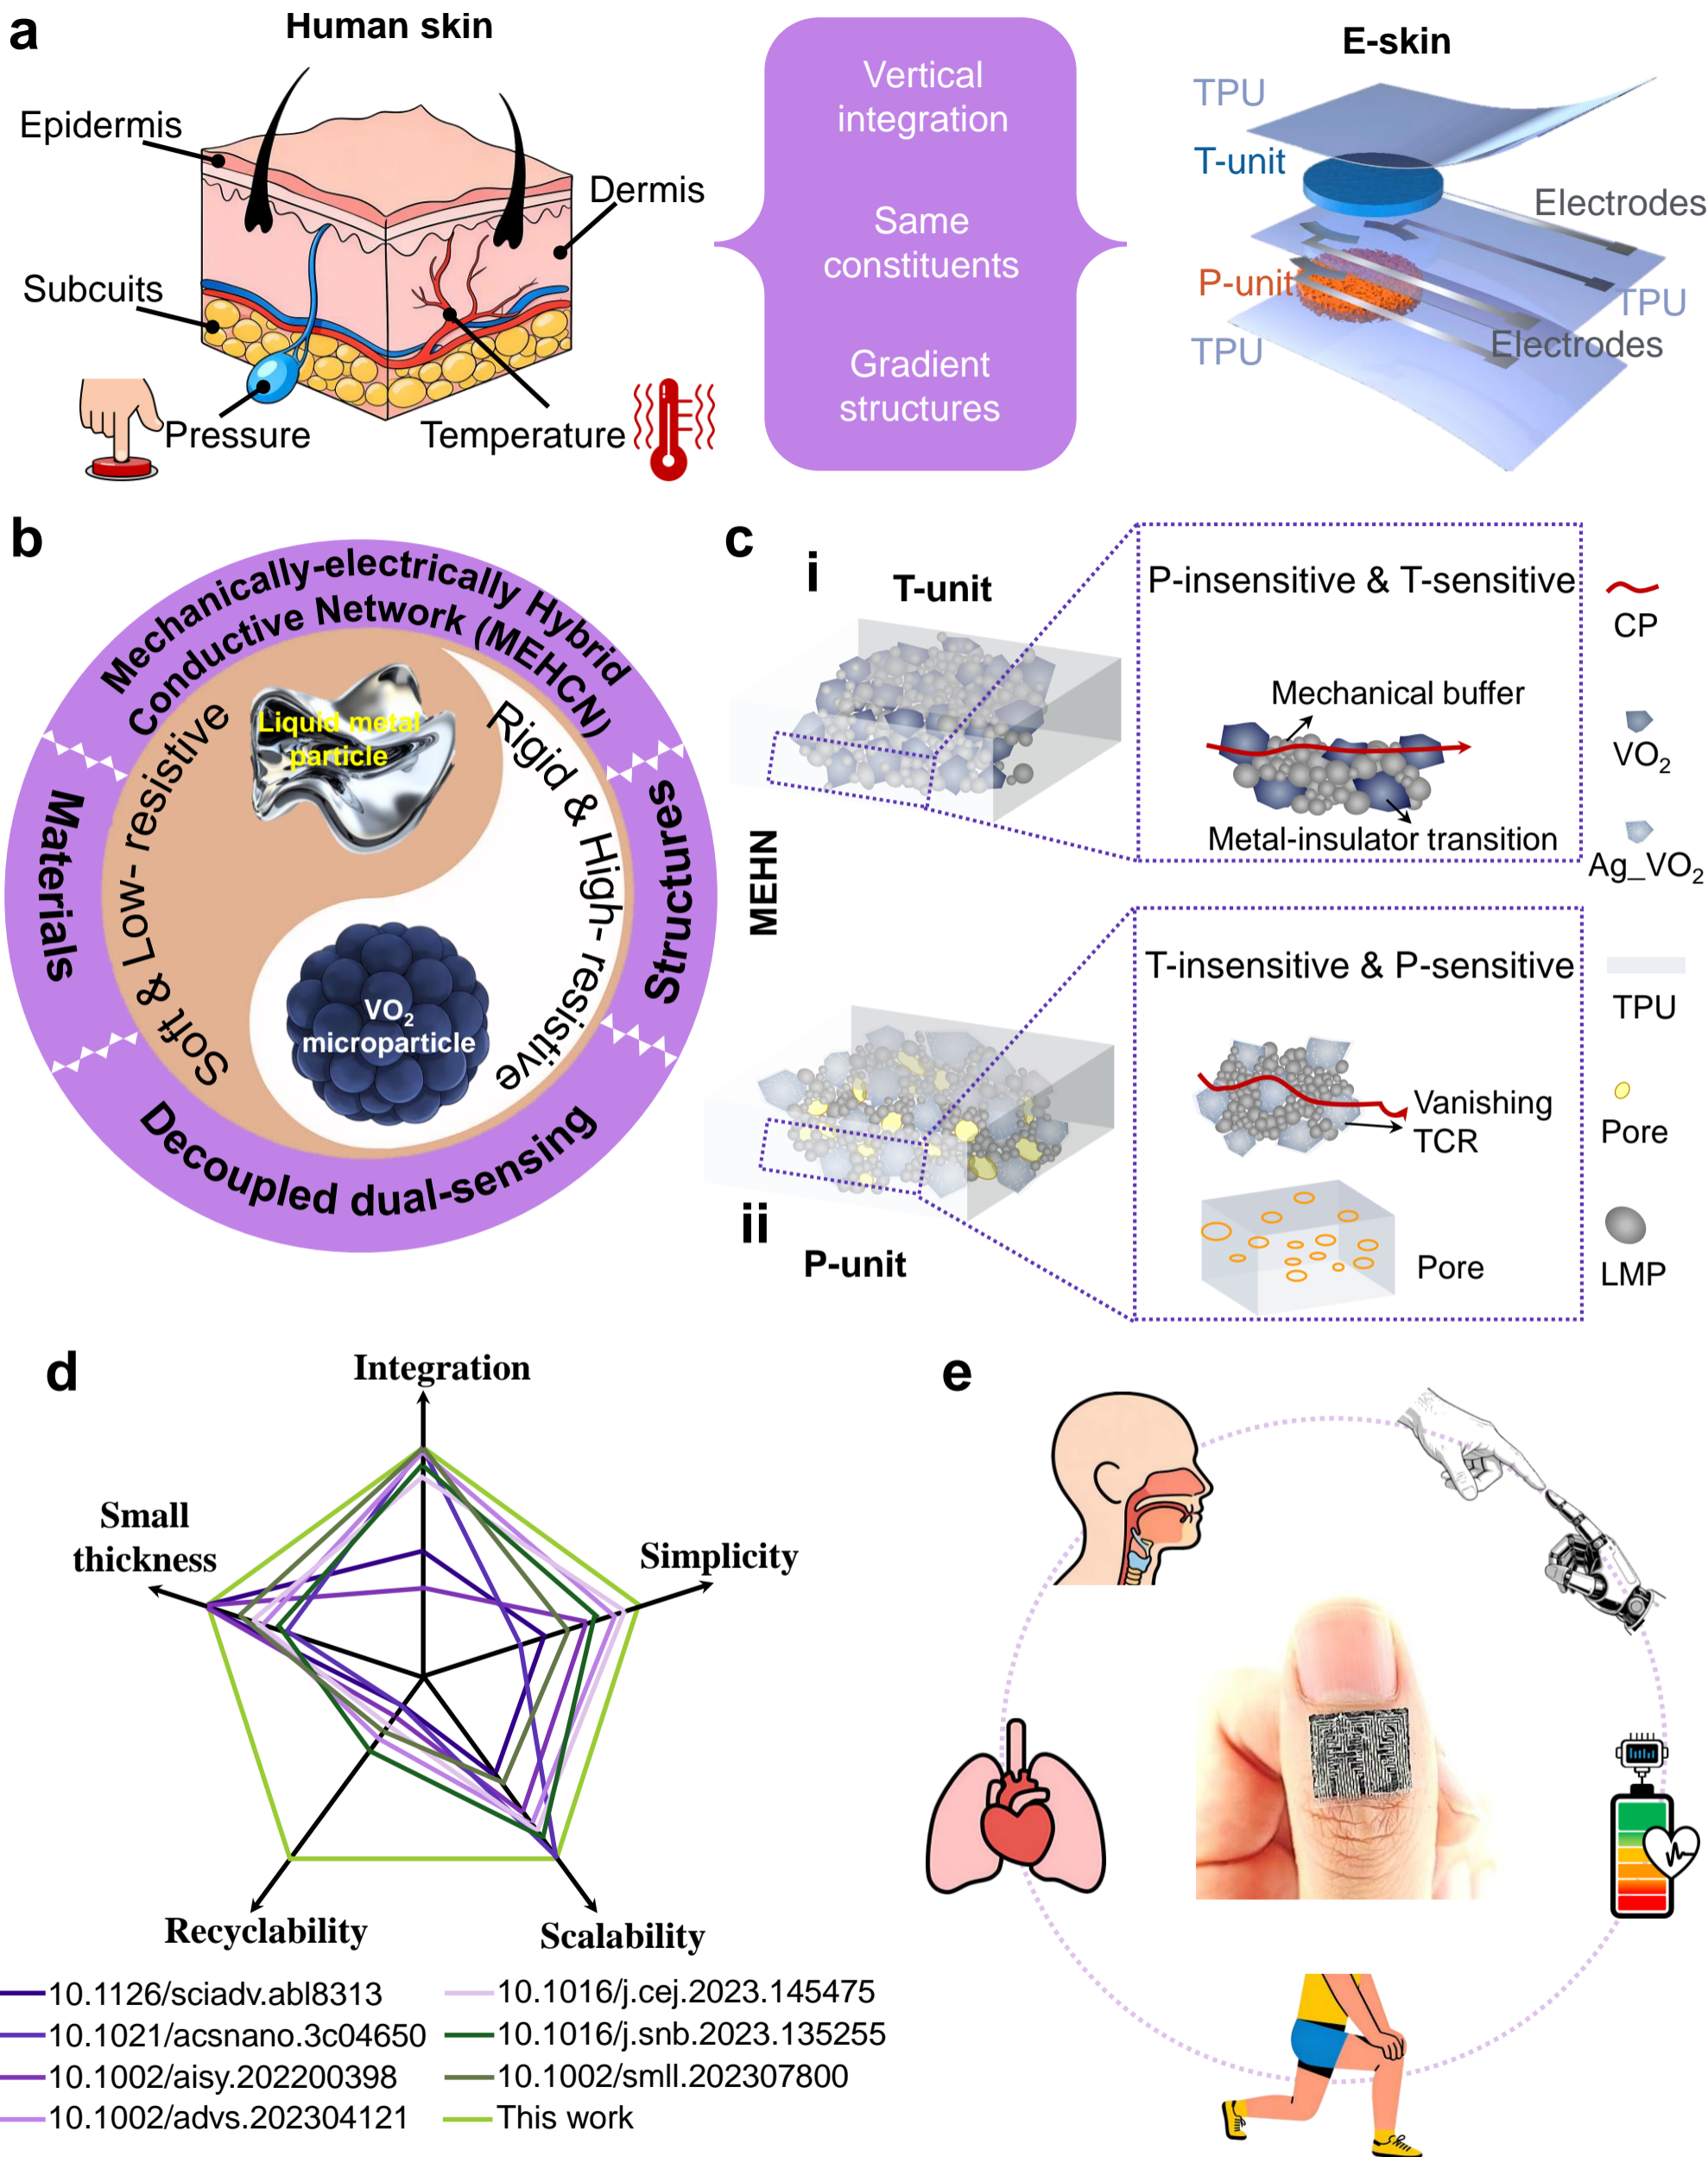 a
Human skin
Epidermis
Dermis
Subcuits
Pressure
Temperature
Vertical
integration
Same
constituents
Gradient
structures
E-skin
TPU
T-unit
Electrodes
P-unit
TPU
Electrodes
TPU
b
Mechanically-electrically Hybrid
Conductive Network (MEHCN)
Materials
Structures
Decoupled dual-sensing
Soft & Low- resistive
Rigid & High- resistive
Liquid metal
particle
VO2
microparticle
c
i
T-unit
P-insensitive & T-sensitive
Mechanical buffer
Metal-insulator transition
MEHN
ii
P-unit
T-insensitive & P-sensitive
Vanishing
TCR
Pore
CP
VO2
Ag_VO2
TPU
Pore
LMP
d
Integration
Small
thickness
Simplicity
Recyclability
Scalability
10.1126/sciadv.abl8313
10.1021/acsnano.3c04650
10.1002/aisy.202200398
10.1002/advs.202304121
10.1016/j.cej.2023.145475
10.1016/j.snb.2023.135255
10.1002/smll.202307800
This work
e